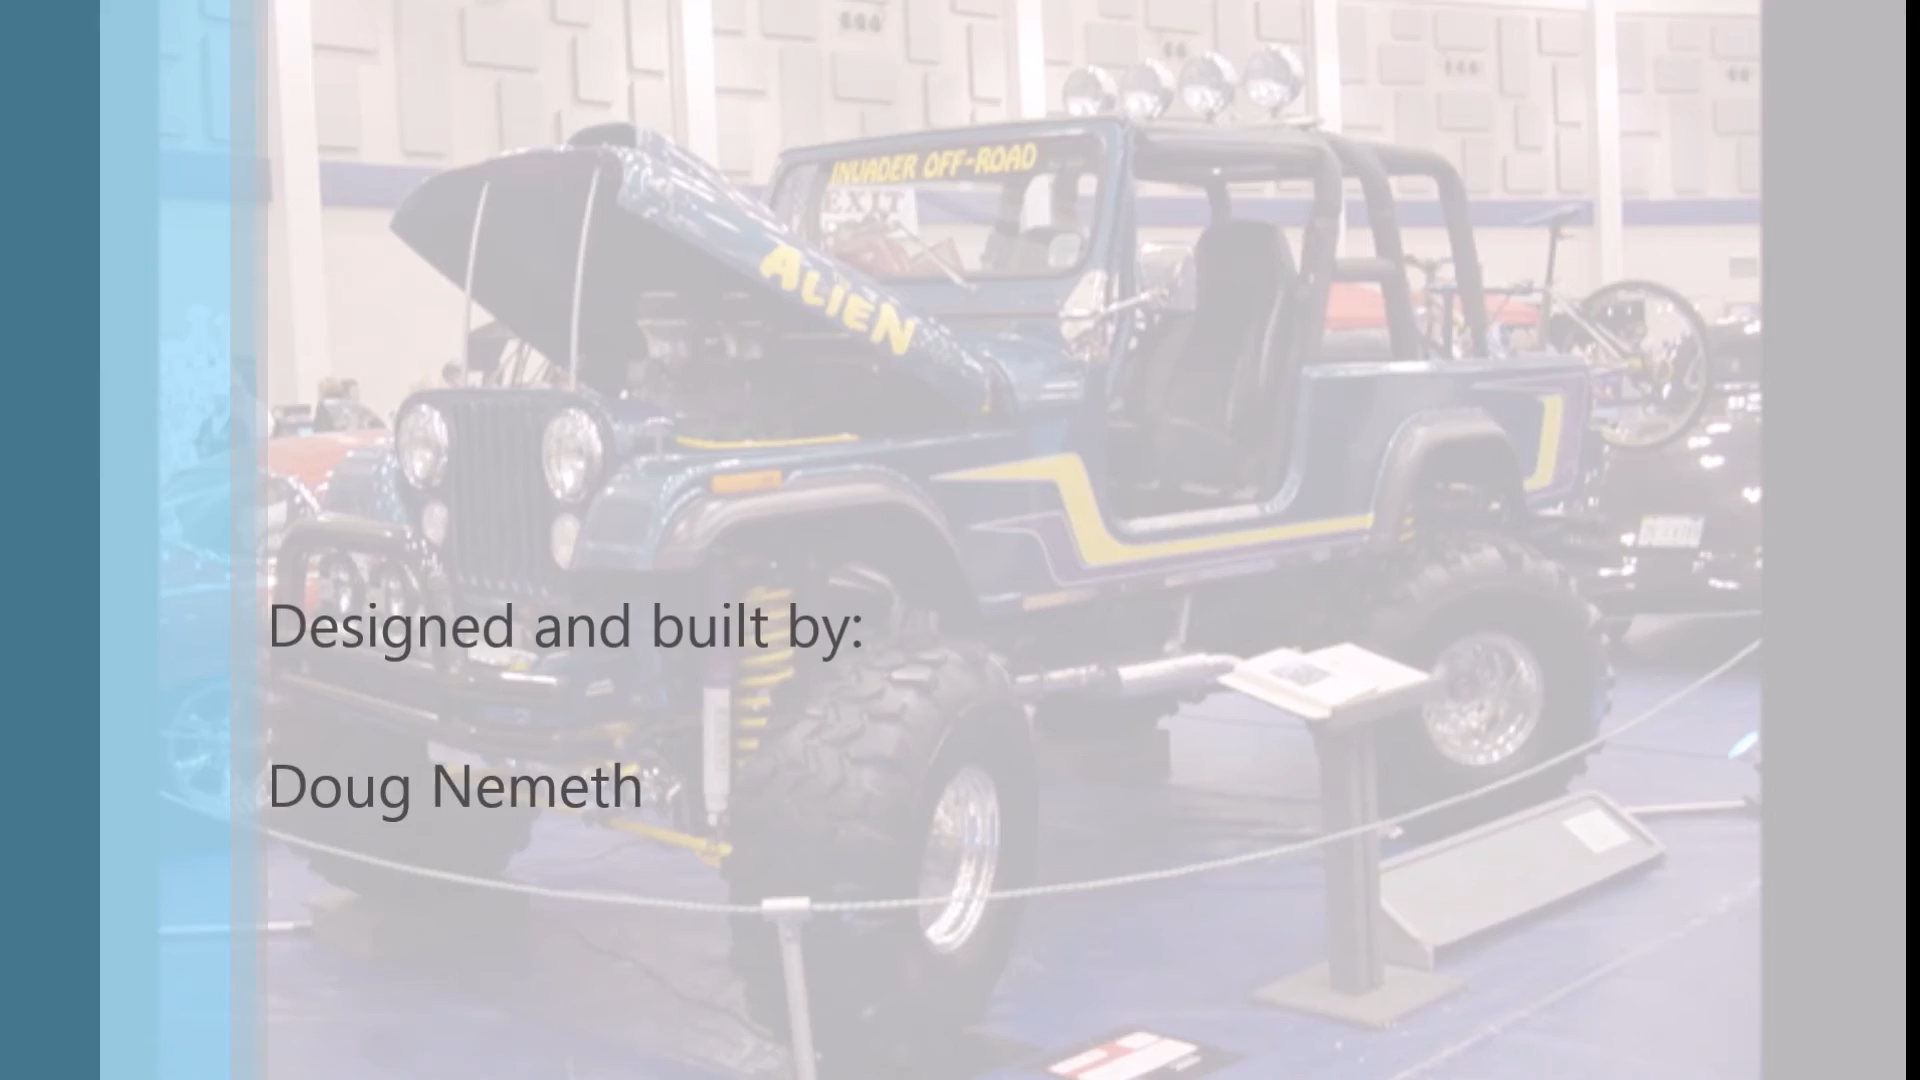 INVADER OFF-ROAD
EXIT
ALIEN
Designed and built by:
Doug Nemeth